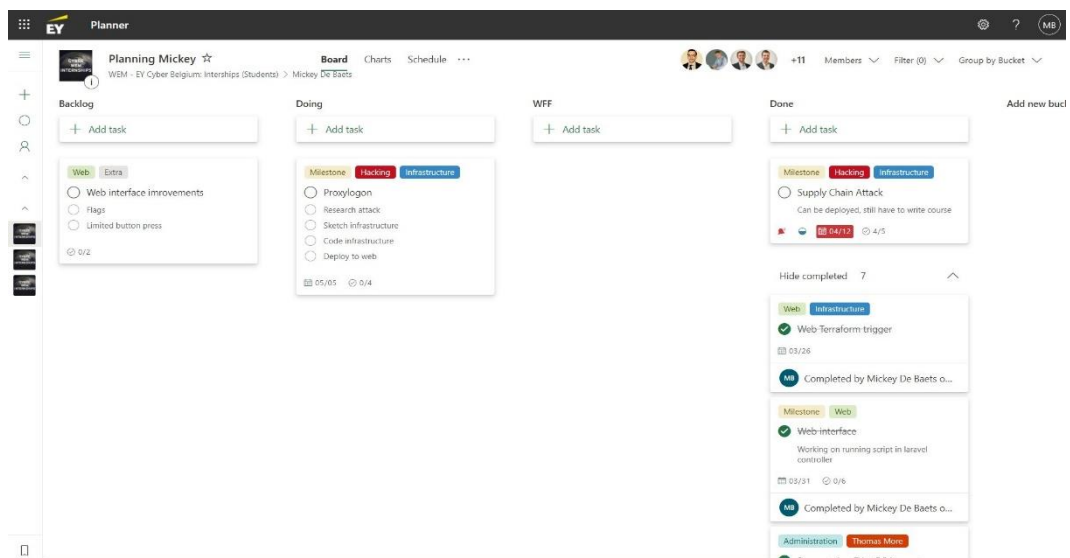 EY Planner ? MB
Planning Mickey
Board Charts Schedule ...
+11 Members Filter (0) Group by Bucket
WEM - EY Cyber Belgium: Interships (Students) > Mickey De Baets
Backlog
+ Add task
Web Extra
Web interface imrovements
Flags
Limited button press
0/2
Doing
+ Add task
Milestone Hacking Infrastructure
Proxylogon
Research attack
Sketch infrastructure
Code infrastructure
Deploy to web
05/05 0/4
WFF
+ Add task
Done
+ Add task
Milestone Hacking Infrastructure
Supply Chain Attack
Can be deployed, still have to write course
04/12 4/5
Hide completed 7
Web Infrastructure
Web Terraform trigger
03/26
MB Completed by Mickey De Baets o...
Milestone Web
Web interface
Working on running script in laravel
controller
03/31 0/6
MB Completed by Mickey De Baets o...
Administration Thomas More
Add new buck